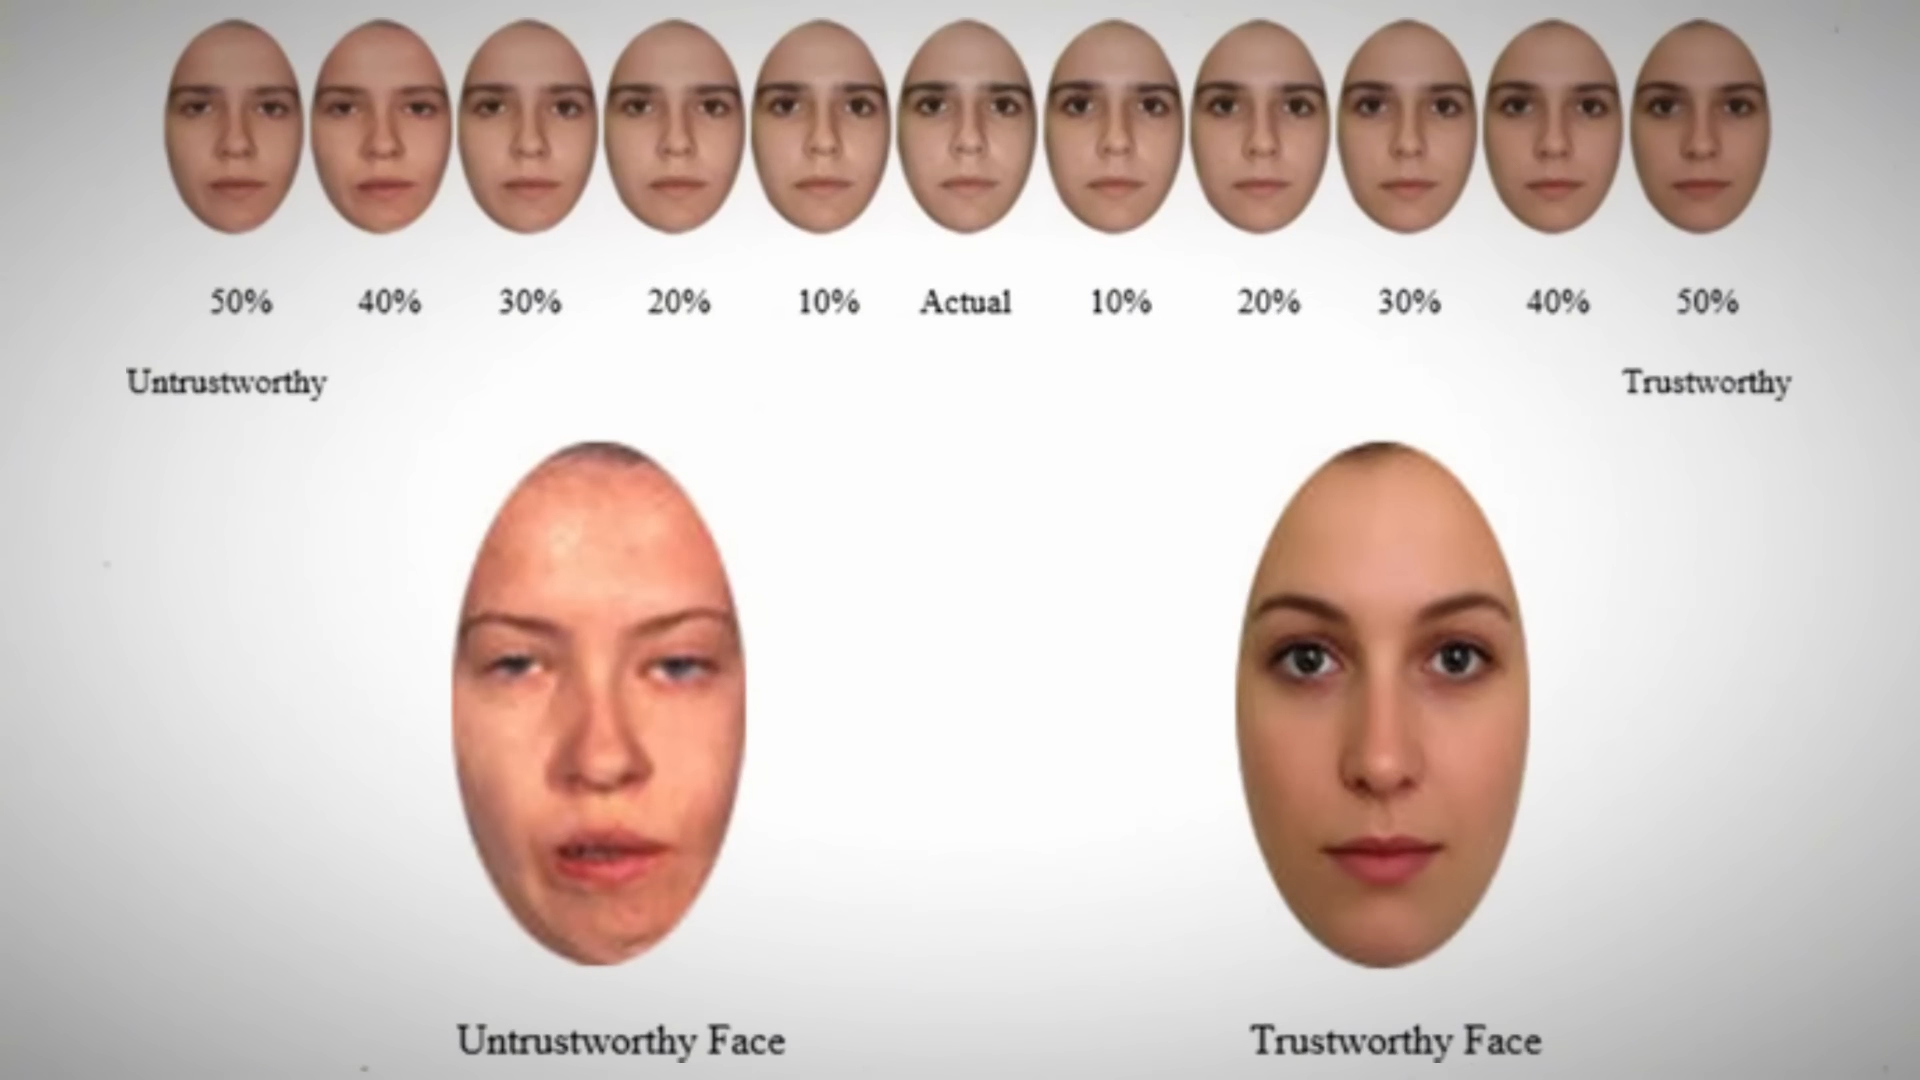 50% 40% 30% 20% 10% Actual 10% 20% 30% 40% 50%
Untrustworthy Trustworthy
Untrustworthy Face Trustworthy Face